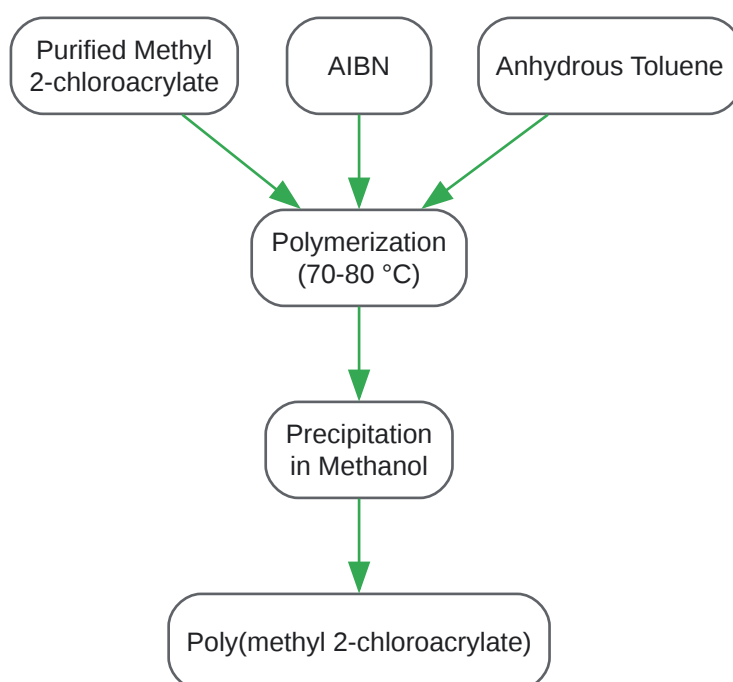 Purified Methyl
2-chloroacrylate
AIBN
Anhydrous Toluene
Polymerization
(70-80 °C)
Precipitation
in Methanol
Poly(methyl 2-chloroacrylate)